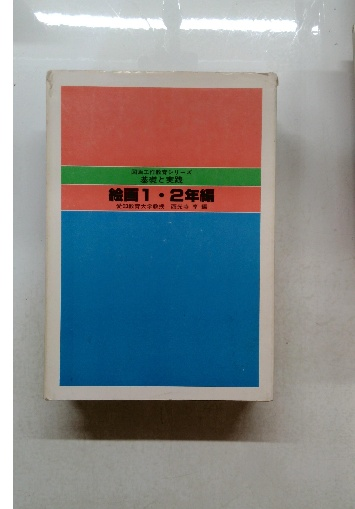 図画工作教育シリーズ
基礎と実践
絵画1・2年編
愛知教育大学教授 編